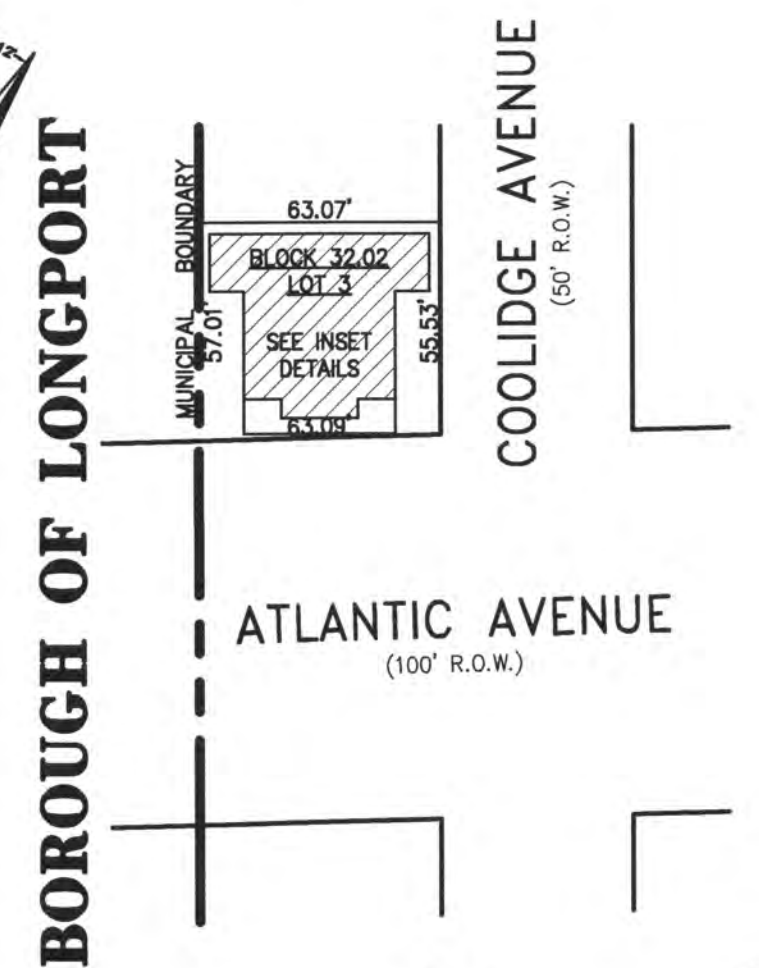 BOROUGH OF LONGPORT
MUNICIPAL BOUNDARY
63.07'
BLOCK 32.02
LOT 3
57.01'
SEE INSET
DETAILS
55.53'
63.09'
COOLIDGE AVENUE
(50' R.O.W.)
ATLANTIC AVENUE
(100' R.O.W.)